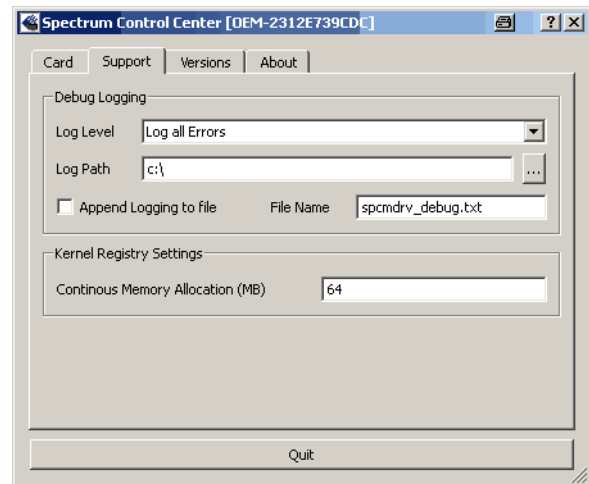 Spectrum Control Center [OEM-2312E739CDC]
Card Support Versions About
Debug Logging
Log Level Log all Errors
Log Path c:\ ...
Append Logging to file File Name spcmdrv_debug.txt
Kernel Registry Settings
Continous Memory Allocation (MB) 64
Quit